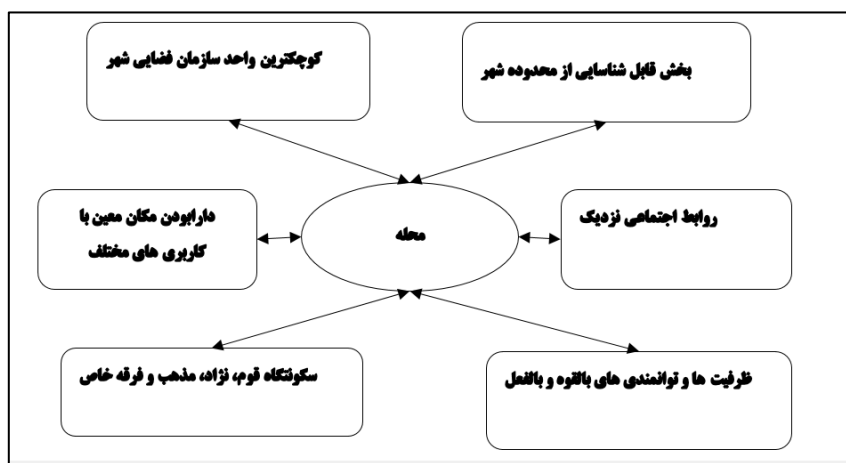 بخش قابل شناسایی از محدوده شهر
کوچکترین واحد سازمان فضایی شهر
روابط اجتماعی نزدیک
محله
دارابودن مکان معین با
کاربری های مختلف
ظرفیت ها و توانمندی های بالقوه و بالفعل
سکونتگاه قوم، نژاد، مذهب و فرقه خاص